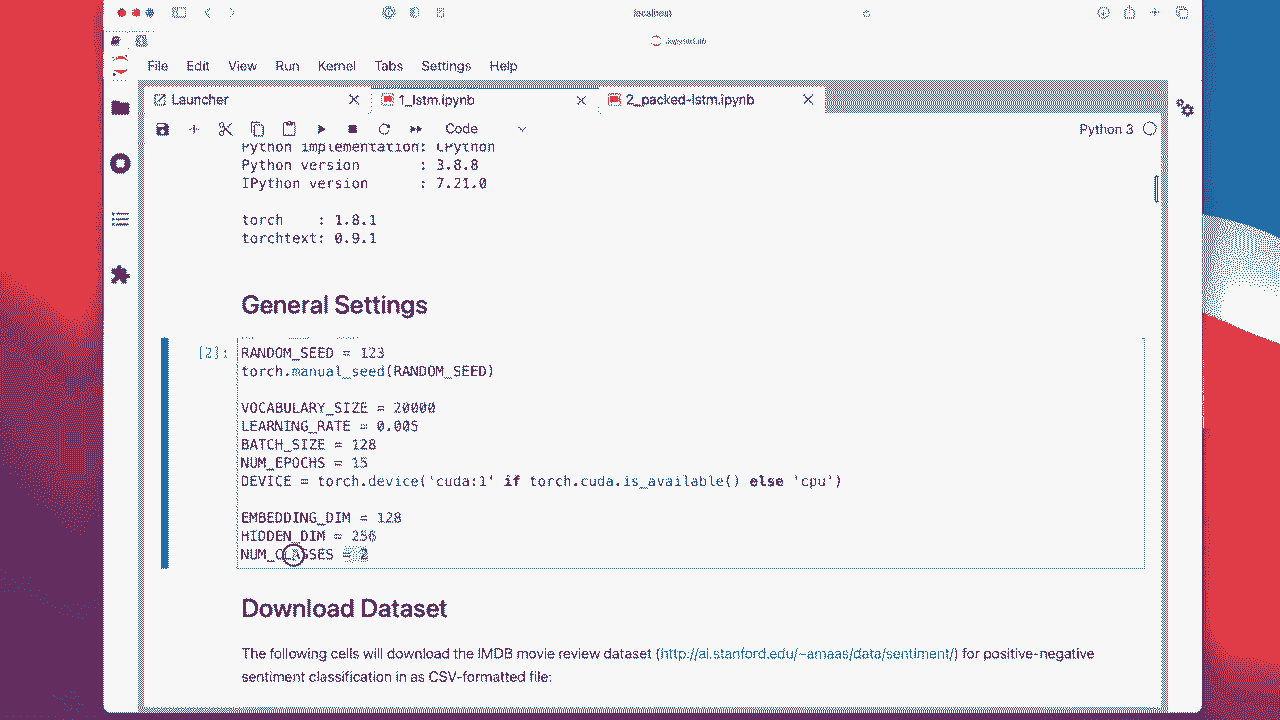 localhost
JupyterLab
File Edit View Run Kernel Tabs Settings Help
Launcher 1_lstm.ipynb 2_packed-lstm.ipynb
Code Python 3
Python implementation: CPython
Python version : 3.8.8
IPython version : 7.21.0
torch : 1.8.1
torchtext: 0.9.1
General Settings
[2]: RANDOM_SEED = 123
torch.manual_seed(RANDOM_SEED)
VOCABULARY_SIZE = 20000
LEARNING_RATE = 0.005
BATCH_SIZE = 128
NUM_EPOCHS = 15
DEVICE = torch.device('cuda:1' if torch.cuda.is_available() else 'cpu')
EMBEDDING_DIM = 128
HIDDEN_DIM = 256
NUM_CLASSES = 2
Download Dataset
The following cells will download the IMDB movie review dataset (http://ai.stanford.edu/~amaas/data/sentiment/) for positive-negative
sentiment classification in as CSV-formatted file: